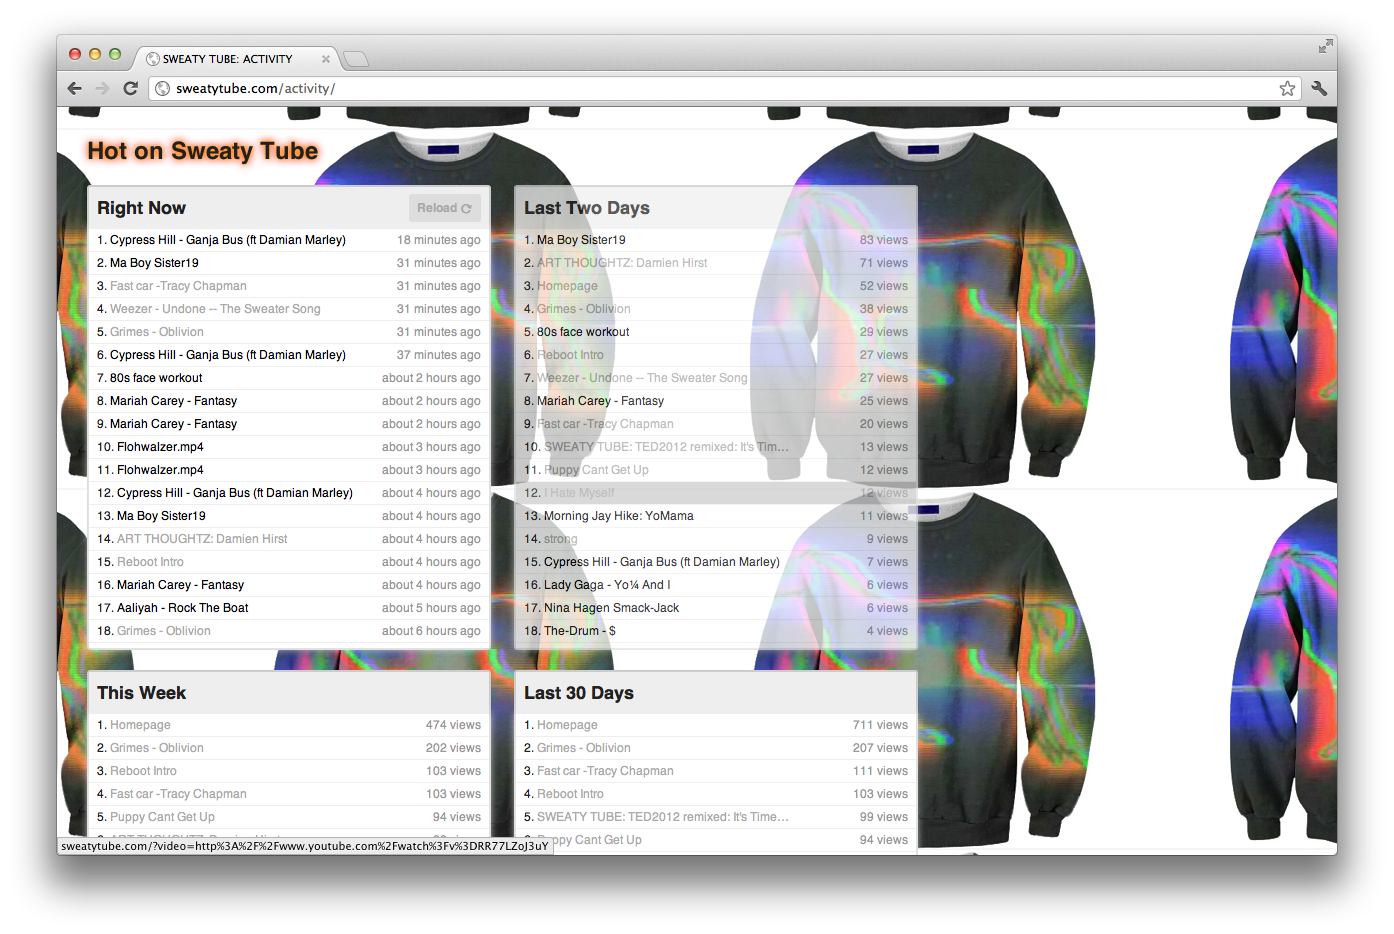 SWEATY TUBE: ACTIVITY
sweatytube.com/activity/
Hot on Sweaty Tube
Right Now
Reload
1. Cypress Hill - Ganja Bus (ft Damian Marley) 18 minutes ago
2. Ma Boy Sister19 31 minutes ago
3. Fast car -Tracy Chapman 31 minutes ago
4. Weezer - Undone -- The Sweater Song 31 minutes ago
5. Grimes - Oblivion 31 minutes ago
6. Cypress Hill - Ganja Bus (ft Damian Marley) 37 minutes ago
7. 80s face workout about 2 hours ago
8. Mariah Carey - Fantasy about 2 hours ago
9. Mariah Carey - Fantasy about 2 hours ago
10. Flohwalzer.mp4 about 3 hours ago
11. Flohwalzer.mp4 about 3 hours ago
12. Cypress Hill - Ganja Bus (ft Damian Marley) about 4 hours ago
13. Ma Boy Sister19 about 4 hours ago
14. ART THOUGHTZ: Damien Hirst about 4 hours ago
15. Reboot Intro about 4 hours ago
16. Mariah Carey - Fantasy about 4 hours ago
17. Aaliyah - Rock The Boat about 5 hours ago
18. Grimes - Oblivion about 6 hours ago
Last Two Days
1. Ma Boy Sister19 83 views
2. ART THOUGHTZ: Damien Hirst 71 views
3. Homepage 52 views
4. Grimes - Oblivion 38 views
5. 80s face workout 29 views
6. Reboot Intro 27 views
7. Weezer - Undone -- The Sweater Song 27 views
8. Mariah Carey - Fantasy 25 views
9. Fast car -Tracy Chapman 20 views
10. SWEATY TUBE: TED2012 remixed: It's Time... 13 views
11. Puppy Cant Get Up 12 views
12. I Hate Myself 12 views
13. Morning Jay Hike: YoMama 11 views
14. strong 9 views
15. Cypress Hill - Ganja Bus (ft Damian Marley) 7 views
16. Lady Gaga - Yo¼ And I 6 views
17. Nina Hagen Smack-Jack 6 views
18. The-Drum - $ 4 views
This Week
1. Homepage 474 views
2. Grimes - Oblivion 202 views
3. Reboot Intro 103 views
4. Fast car -Tracy Chapman 103 views
5. Puppy Cant Get Up 94 views
Last 30 Days
1. Homepage 711 views
2. Grimes - Oblivion 207 views
3. Fast car -Tracy Chapman 111 views
4. Reboot Intro 103 views
5. SWEATY TUBE: TED2012 remixed: It's Time... 99 views
Cant Get Up 94 views
sweatytube.com/?video=http%3A%2F%2Fwww.youtube.com%2Fwatch%3Fv%3DRR77LZoJ3uY